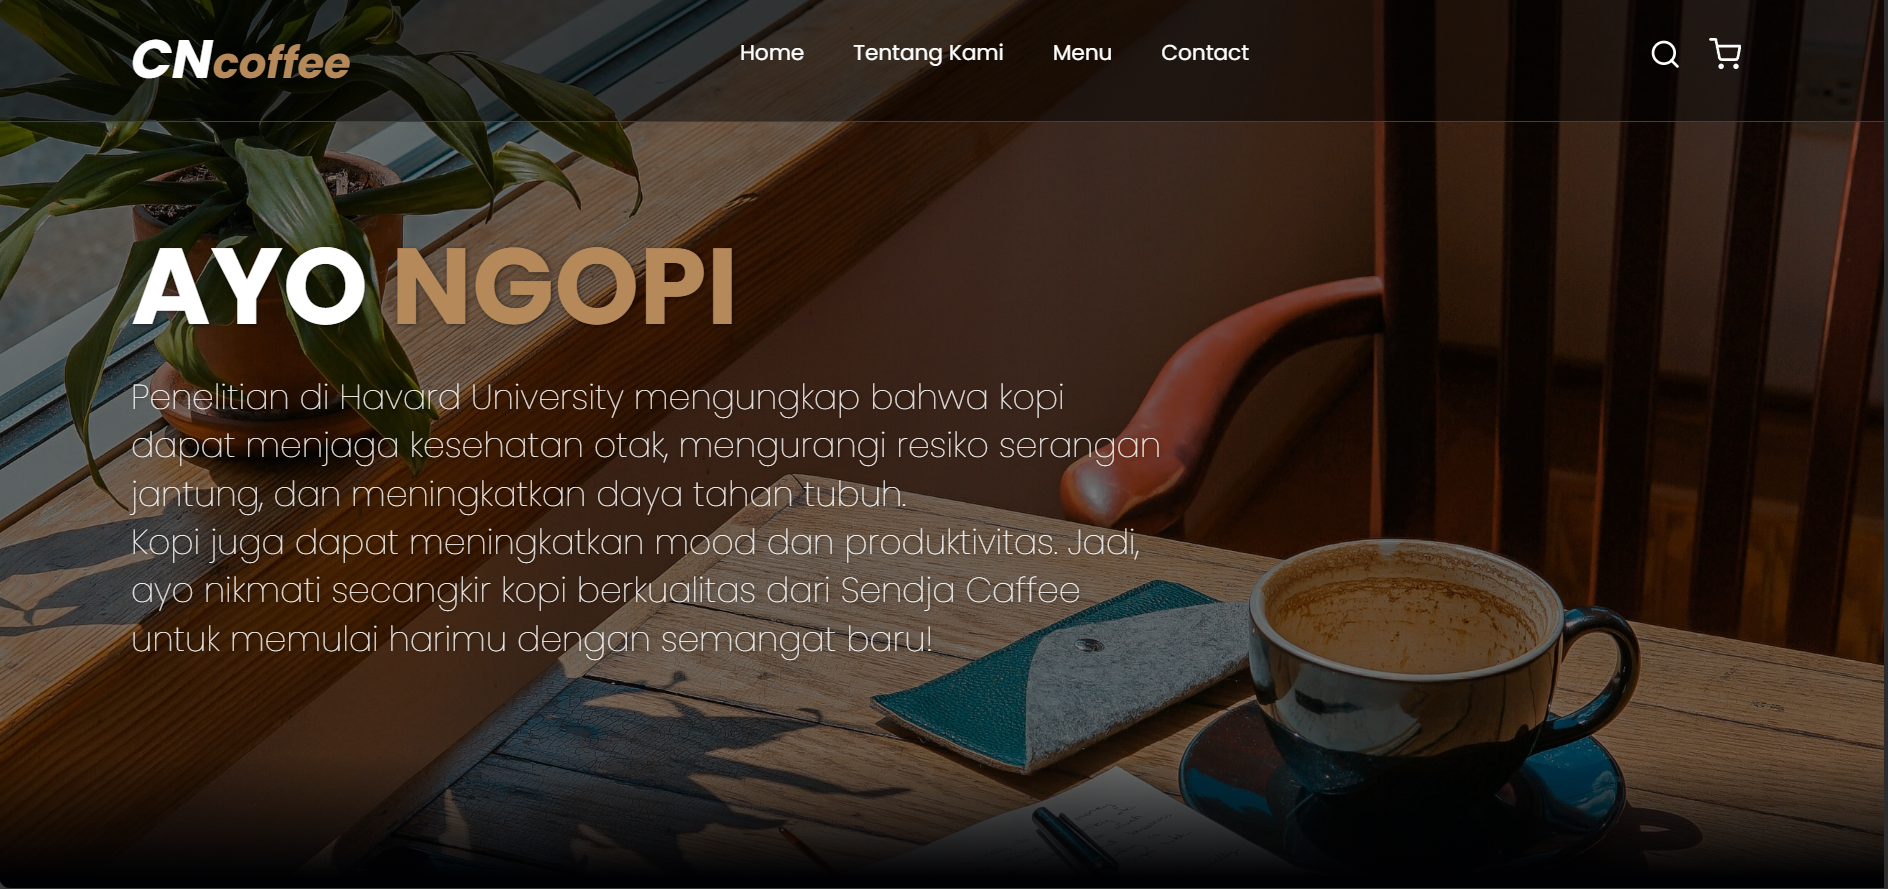 CNcoffee
Home Tentang Kami Menu Contact
AYO NGOPI
Penelitian di Havard University mengungkap bahwa kopi
dapat menjaga kesehatan otak, mengurangi resiko serangan
jantung, dan meningkatkan daya tahan tubuh.
Kopi juga dapat meningkatkan mood dan produktivitas. Jadi,
ayo nikmati secangkir kopi berkualitas dari Sendja Caffee
untuk memulai harimu dengan semangat baru!